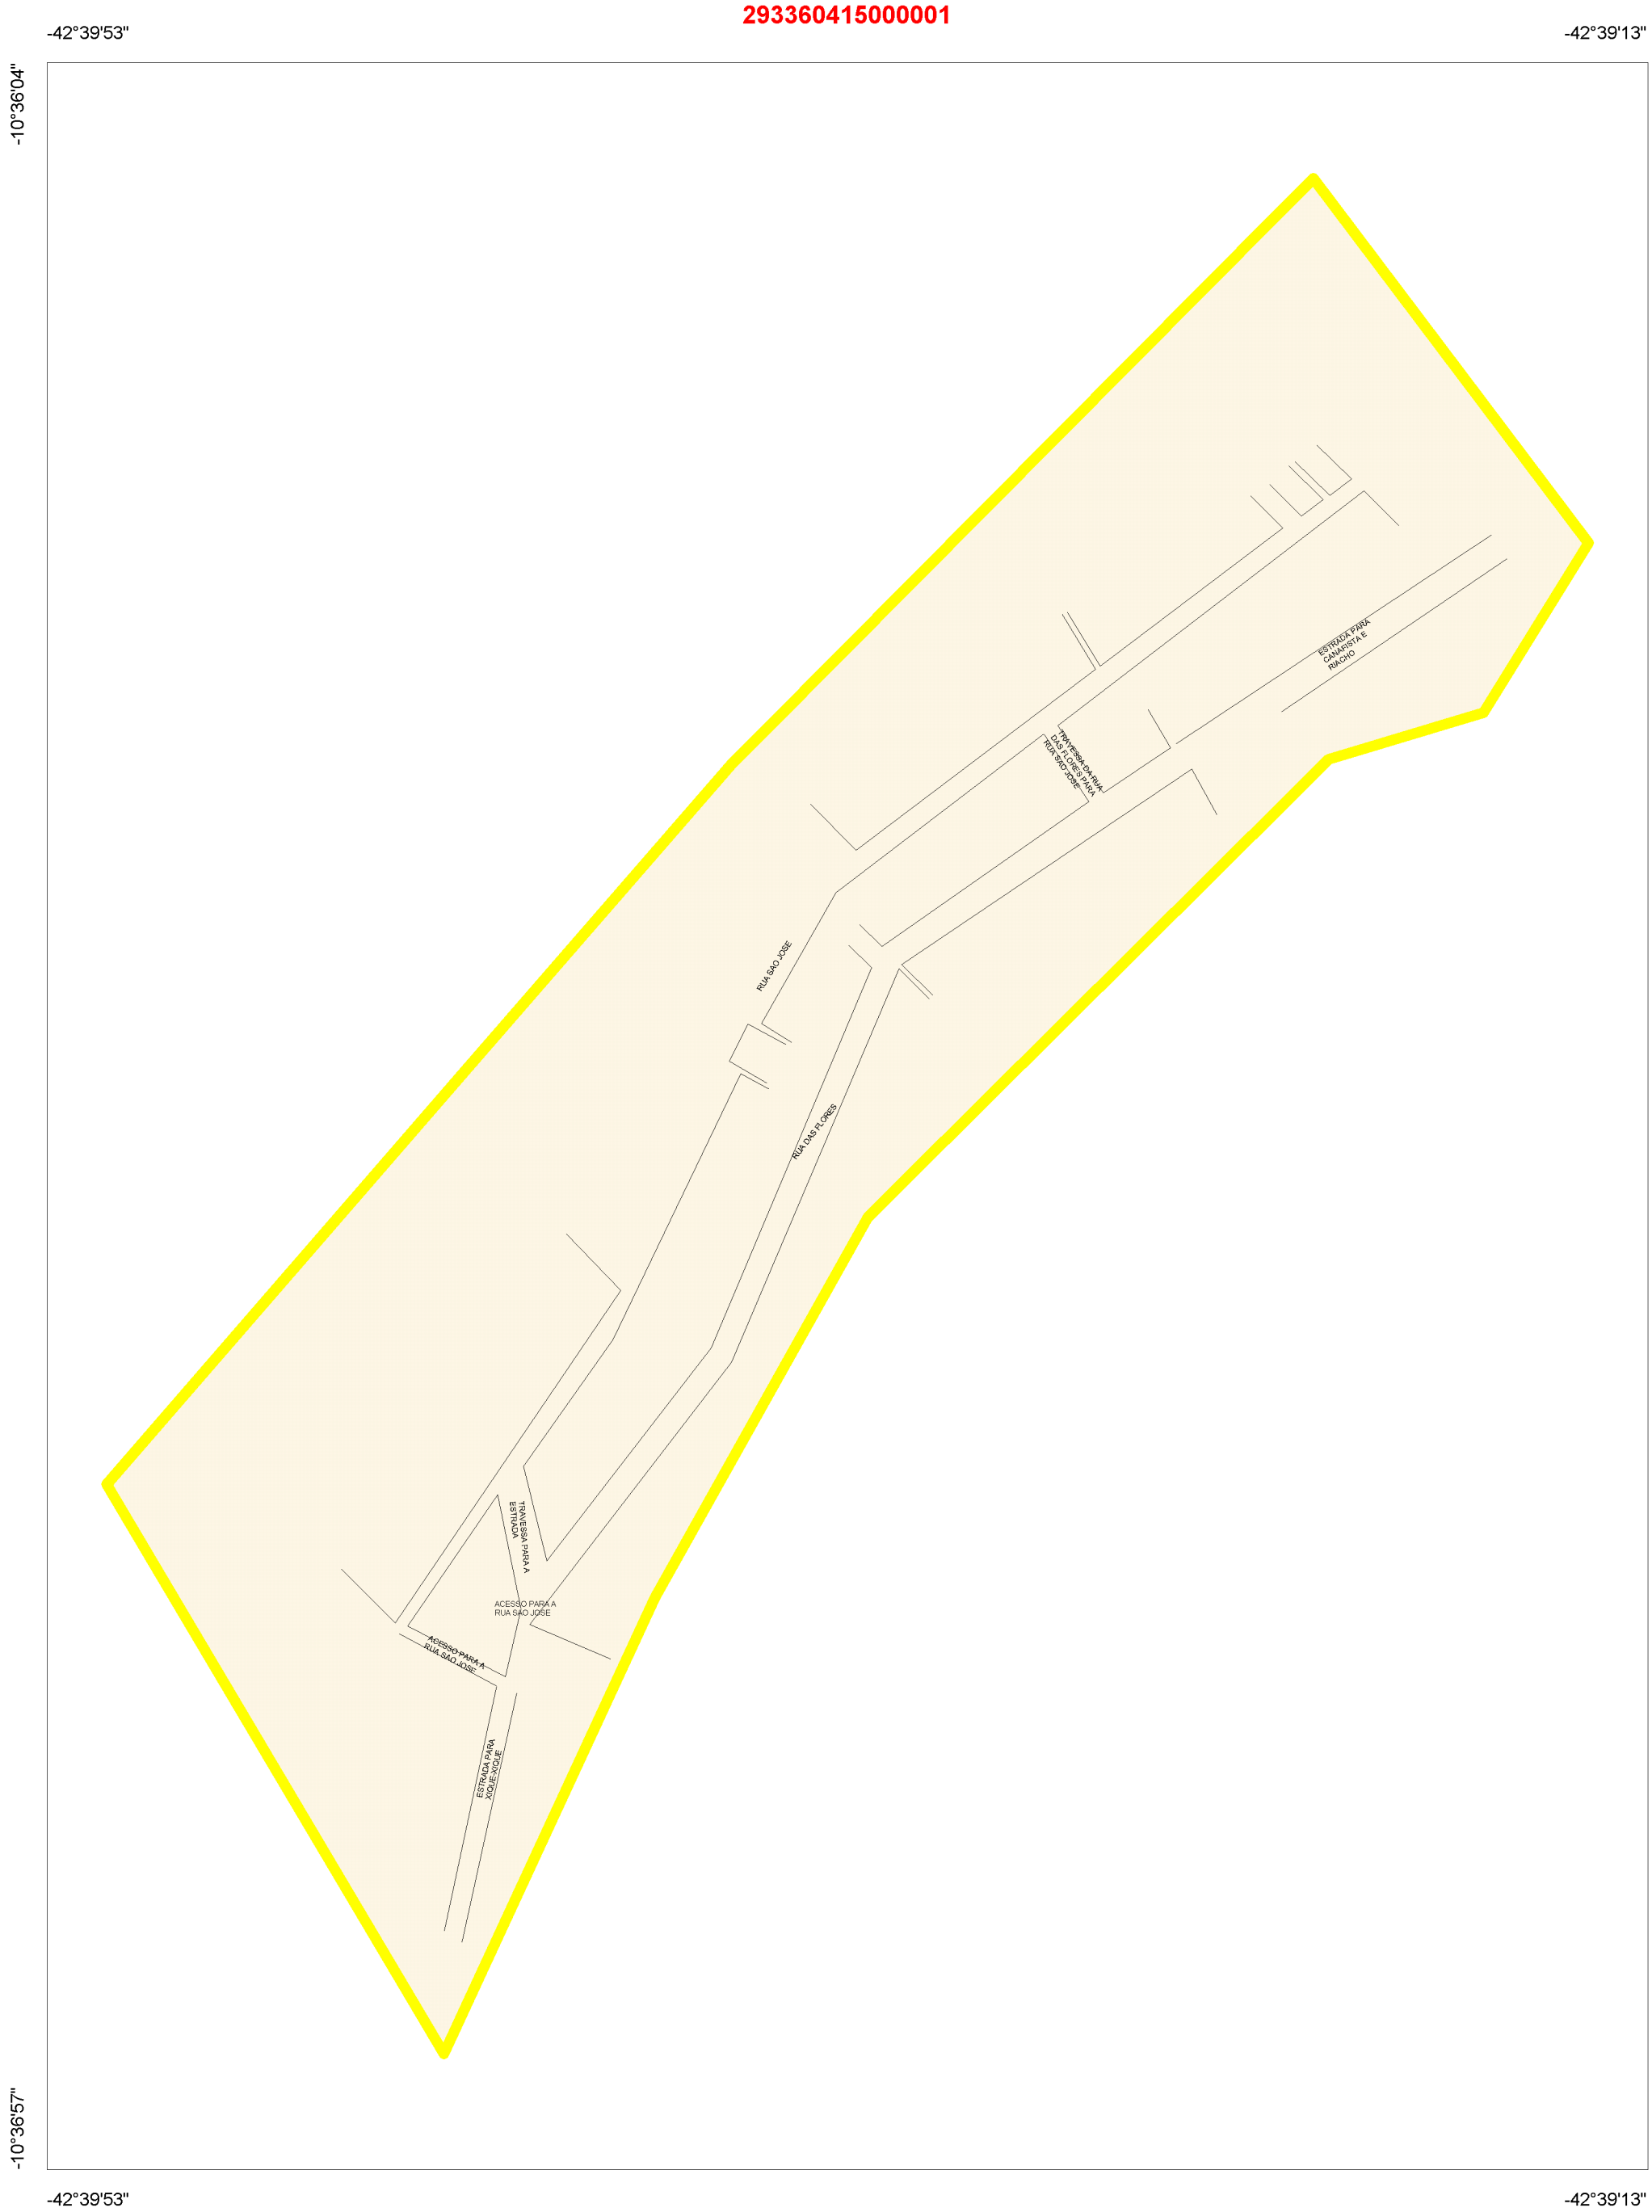 293360415000001
-42°39'53"
-42°39'13"
-10°36'04"
ESTRADA PARA
CANAFISTA E
RIACHO
TRAVESSA DA RUA
DAS FLORES PARA
RUA SAO JOSE
RUA SAO JOSE
RUA DAS FLORES
TRAVESSA PARA A
ESTRADA
ACESSO PARA A
RUA SAO JOSE
ACESSO PARA A
RUA SAO JOSE
ESTRADA PARA
XIQUE-XIQUE
-10°36'57"
-42°39'53"
-42°39'13"